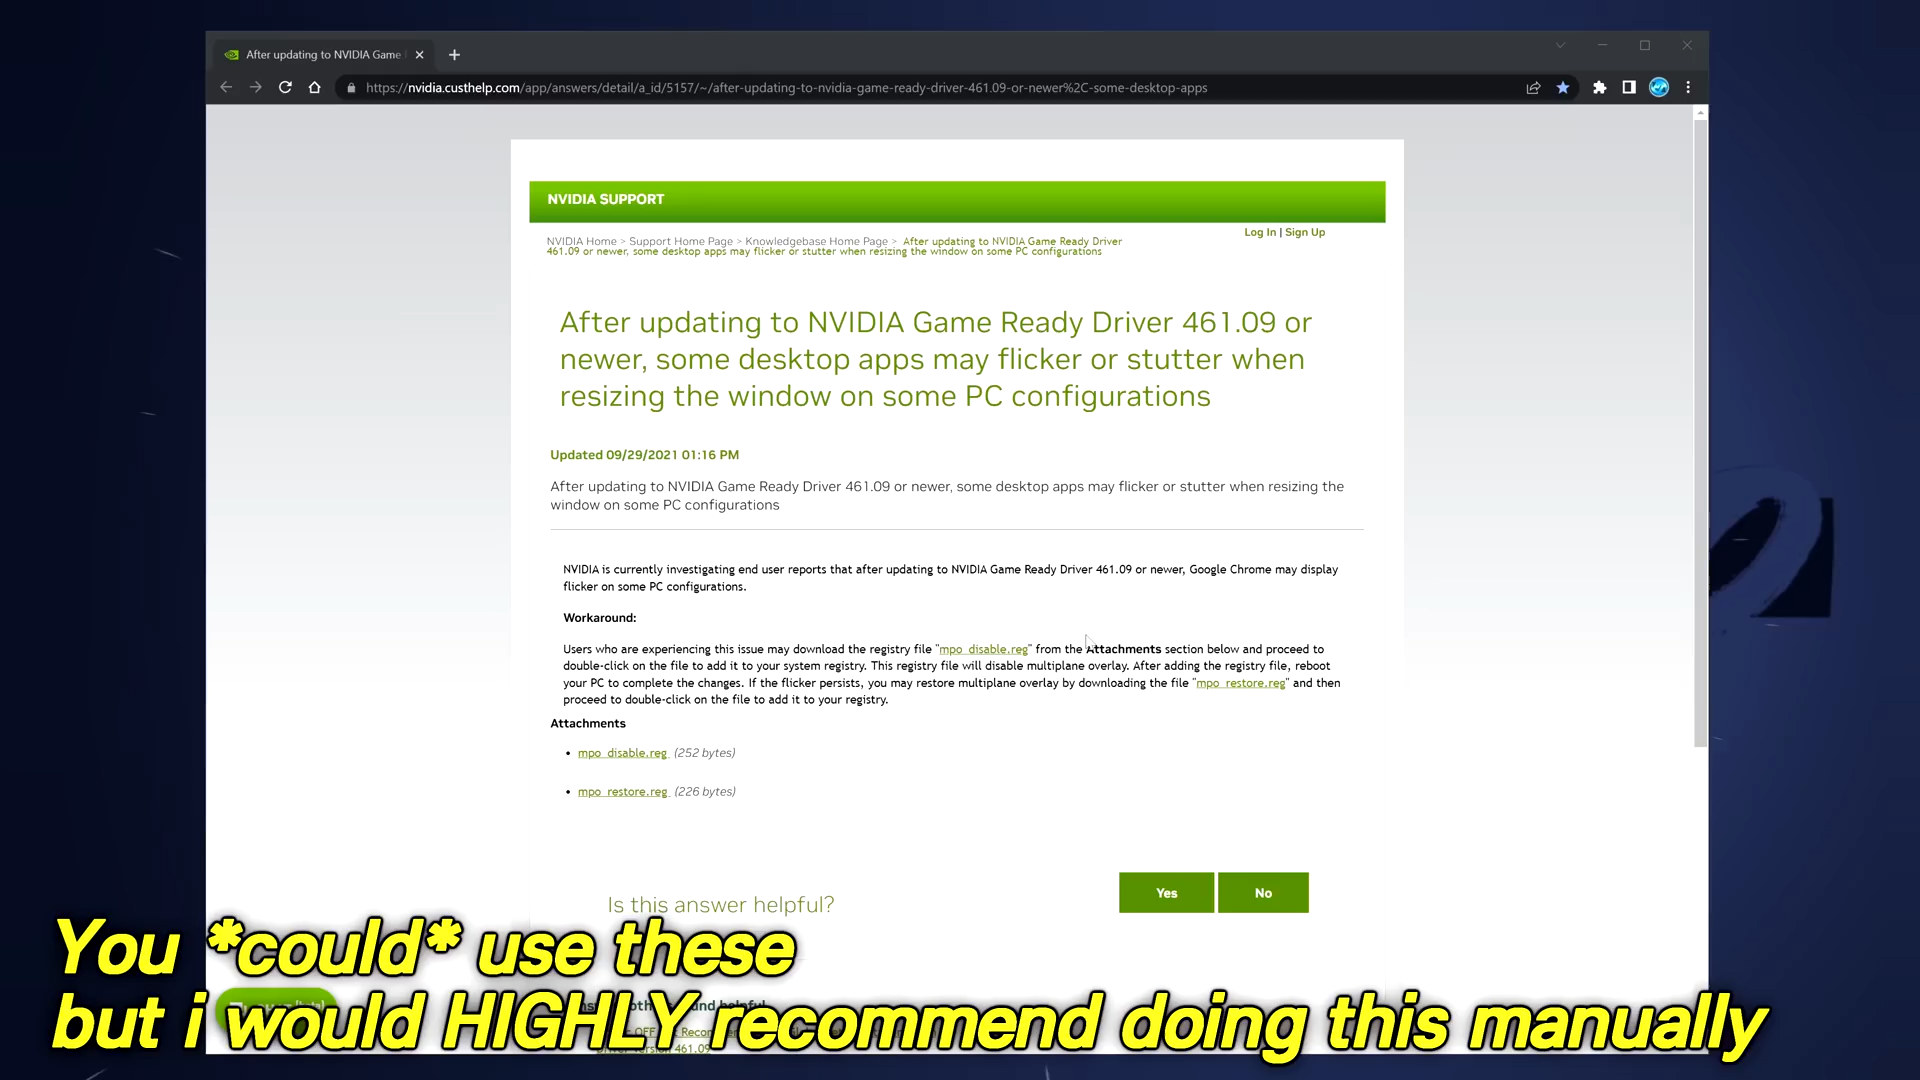 After updating to NVIDIA Game
https://nvidia.custhelp.com/app/answers/detail/a_id/5157/~/after-updating-to-nvidia-game-ready-driver-461.09-or-newer%2C-some-desktop-apps
NVIDIA SUPPORT
Log In | Sign Up
NVIDIA Home > Support Home Page > Knowledgebase Home Page > After updating to NVIDIA Game Ready Driver
461.09 or newer, some desktop apps may flicker or stutter when resizing the window on some PC configurations
After updating to NVIDIA Game Ready Driver 461.09 or
newer, some desktop apps may flicker or stutter when
resizing the window on some PC configurations
Updated 09/29/2021 01:16 PM
After updating to NVIDIA Game Ready Driver 461.09 or newer, some desktop apps may flicker or stutter when resizing the
window on some PC configurations
NVIDIA is currently investigating end user reports that after updating to NVIDIA Game Ready Driver 461.09 or newer, Google Chrome may display
flicker on some PC configurations.
Workaround:
Users who are experiencing this issue may download the registry file "mpo_disable.reg" from the Attachments section below and proceed to
double-click on the file to add it to your system registry. This registry file will disable multiplane overlay. After adding the registry file, reboot
your PC to complete the changes. If the flicker persists, you may restore multiplane overlay by downloading the file "mpo_restore.reg" and then
proceed to double-click on the file to add it to your registry.
Attachments
• mpo_disable.reg (252 bytes)
• mpo_restore.reg (226 bytes)
Is this answer helpful?
Yes
No
You *could* use these
but i would HIGHLY recommend doing this manually
version 461.09